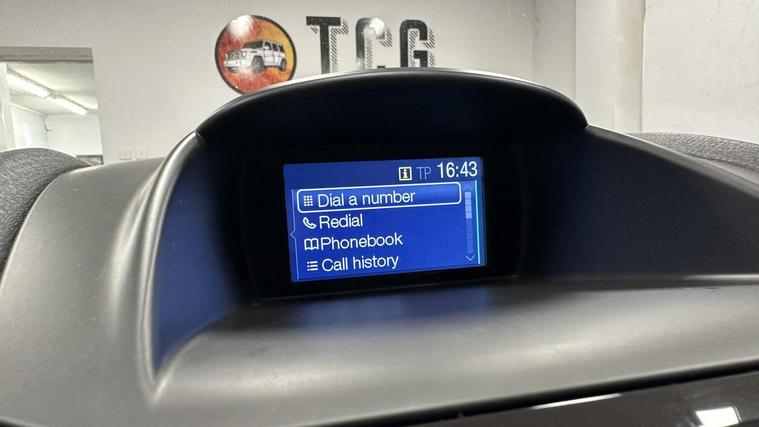 TCG
TP 16:43
Dial a number
Redial
Phonebook
Call history